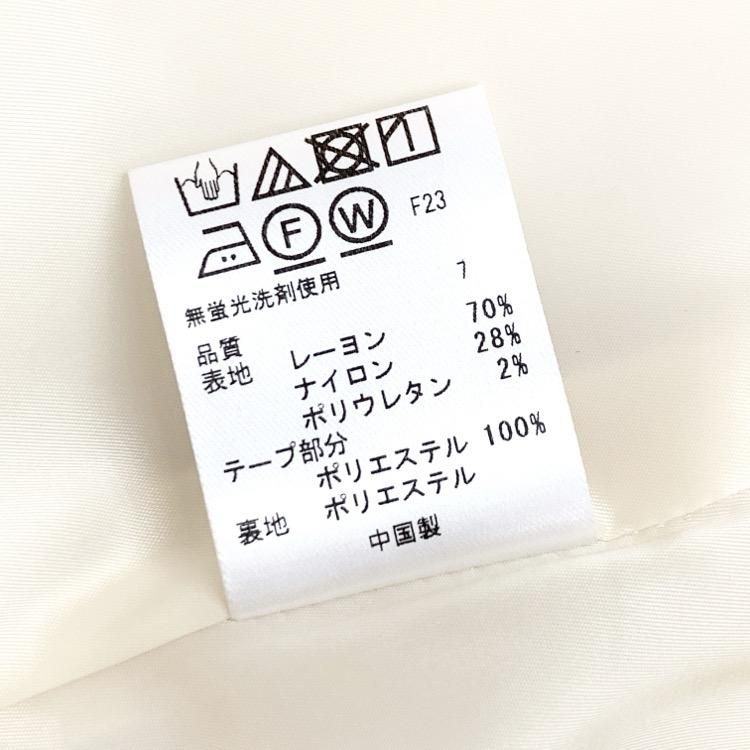 F W F23
無蛍光洗剤使用 7
品質
表地 レーヨン 70%
ナイロン 28%
ポリウレタン 2%
テープ部分
ポリエステル 100%
裏地 ポリエステル
中国製